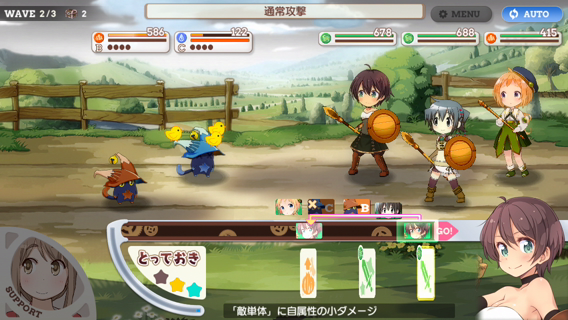 WAVE 2/3 2
通常攻撃
MENU
AUTO
586
B
122
C
678
688
415
B
GO!
とっておき
SUPPORT
「敵単体」に自属性の小ダメージ